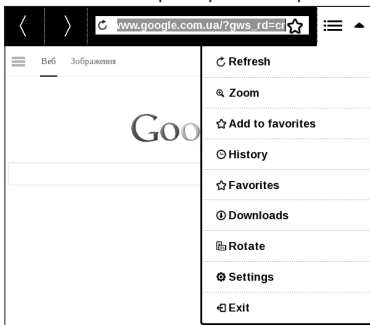 www.google.com.ua/?gws_rd=cr
Веб Зображення
Goo
Refresh
Zoom
Add to favorites
History
Favorites
Downloads
Rotate
Settings
Exit